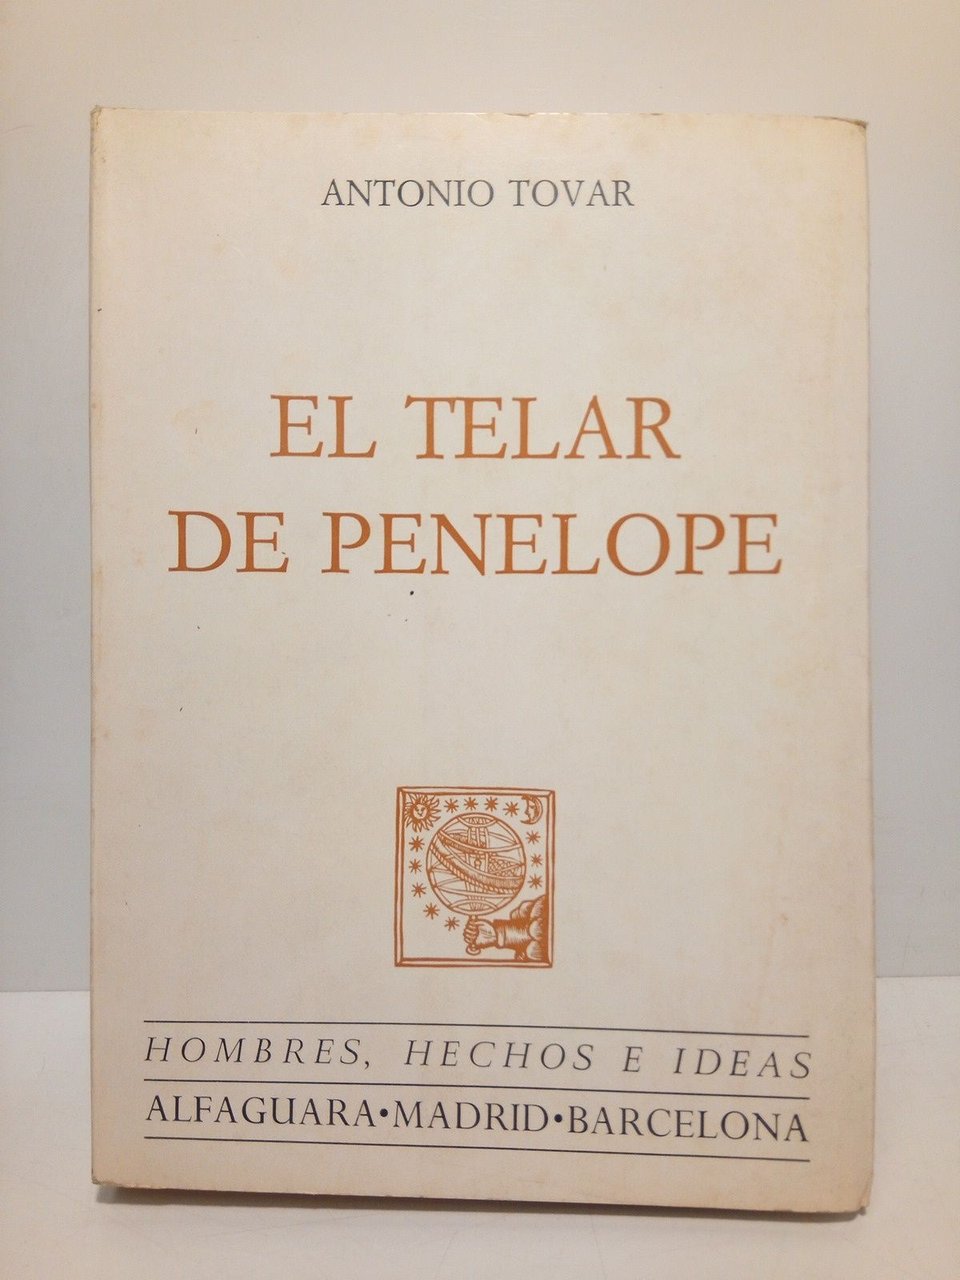 ANTONIO TOVAR
EL TELAR
DE PENELOPE
HOMBRES, HECHOS E IDEAS
ALFAGUARA•MADRID•BARCELONA